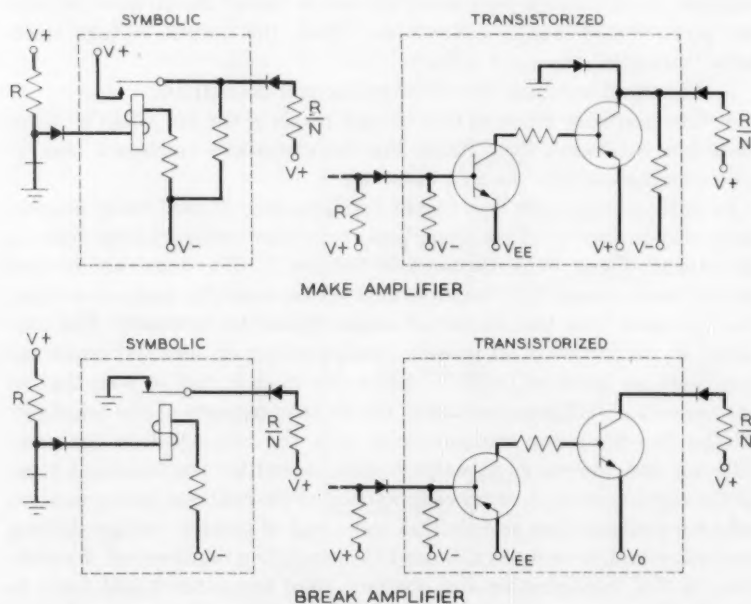 SYMBOLIC
TRANSISTORIZED
V+
V+
R
R/N
V+
V-
R/N
V+
R
V+
V-
VEE
V+
V-
MAKE AMPLIFIER
SYMBOLIC
TRANSISTORIZED
V+
R
R/N
V+
V-
R/N
V+
R
V+
V-
VEE
V0
BREAK AMPLIFIER